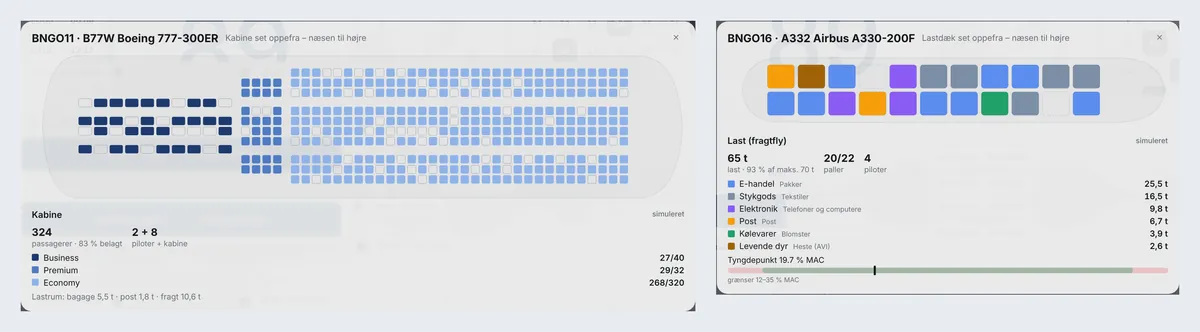 BNGO11 · B77W Boeing 777-300ER Kabine set oppefra – næsen til højre ×
Kabine simuleret
324 2 + 8
passagerer · 83 % belagt piloter + kabine
Business 27/40
Premium 29/32
Economy 268/320
Lastrum: bagage 5,5 t · post 1,8 t · fragt 10,6 t
BNGO16 · A332 Airbus A330-200F Lastdæk set oppefra – næsen til højre ×
Last (fragtfly) simuleret
65 t 20/22 4
last · 93 % af maks. 70 t paller piloter
E-handel Pakker 25,5 t
Stykgods Tekstiler 16,5 t
Elektronik Telefoner og computere 9,8 t
Post Post 6,7 t
Kølevarer Blomster 3,9 t
Levende dyr Heste (AVI) 2,6 t
Tyngdepunkt 19.7 % MAC
grænser 12–35 % MAC